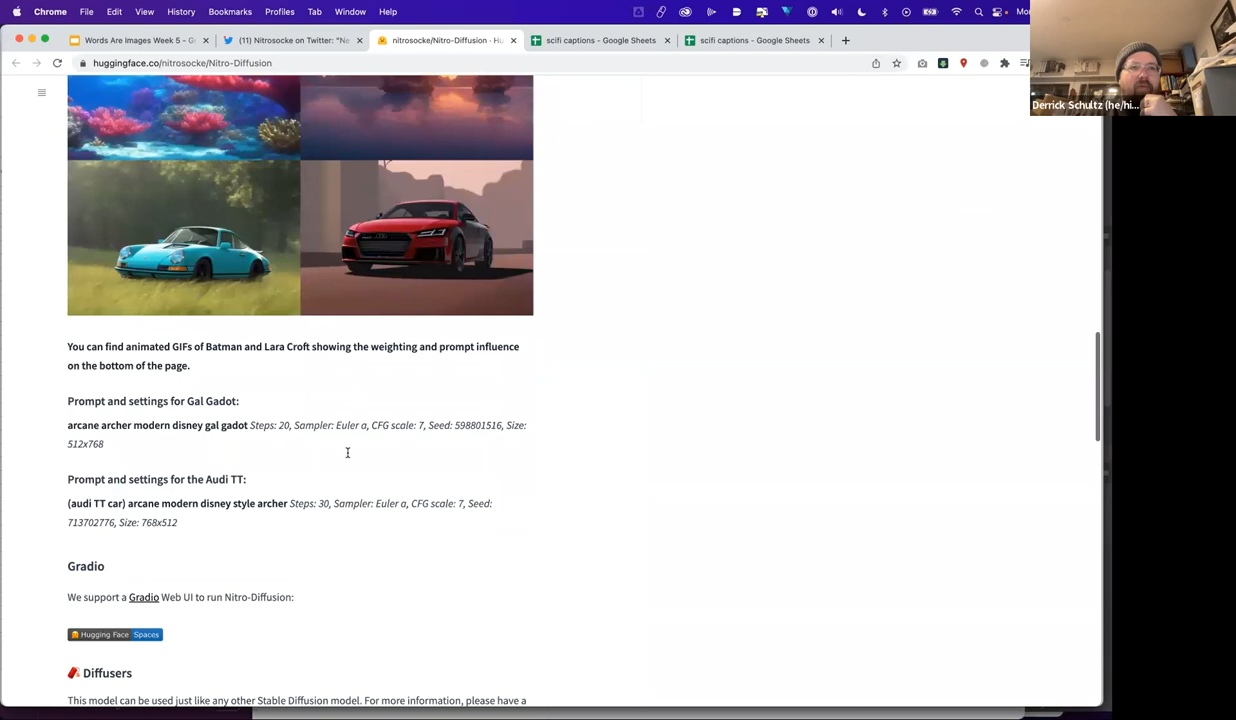 Chrome File Edit View History Bookmarks Profiles Tab Window Help
Words Are Images Week 5 - G
(11) Nitrosocke on Twitter: "Ne
nitrosocke/Nitro-Diffusion · Hu
scifi captions - Google Sheets
scifi captions - Google Sheets
huggingface.co/nitrosocke/Nitro-Diffusion
Derrick Schultz (he/hi...
You can find animated GIFs of Batman and Lara Croft showing the weighting and prompt influence
on the bottom of the page.
Prompt and settings for Gal Gadot:
arcane archer modern disney gal gadot Steps: 20, Sampler: Euler a, CFG scale: 7, Seed: 598801516, Size:
512x768
Prompt and settings for the Audi TT:
(audi TT car) arcane modern disney style archer Steps: 30, Sampler: Euler a, CFG scale: 7, Seed:
713702776, Size: 768x512
Gradio
We support a Gradio Web UI to run Nitro-Diffusion:
Hugging Face Spaces
Diffusers
This model can be used just like any other Stable Diffusion model. For more information, please have a